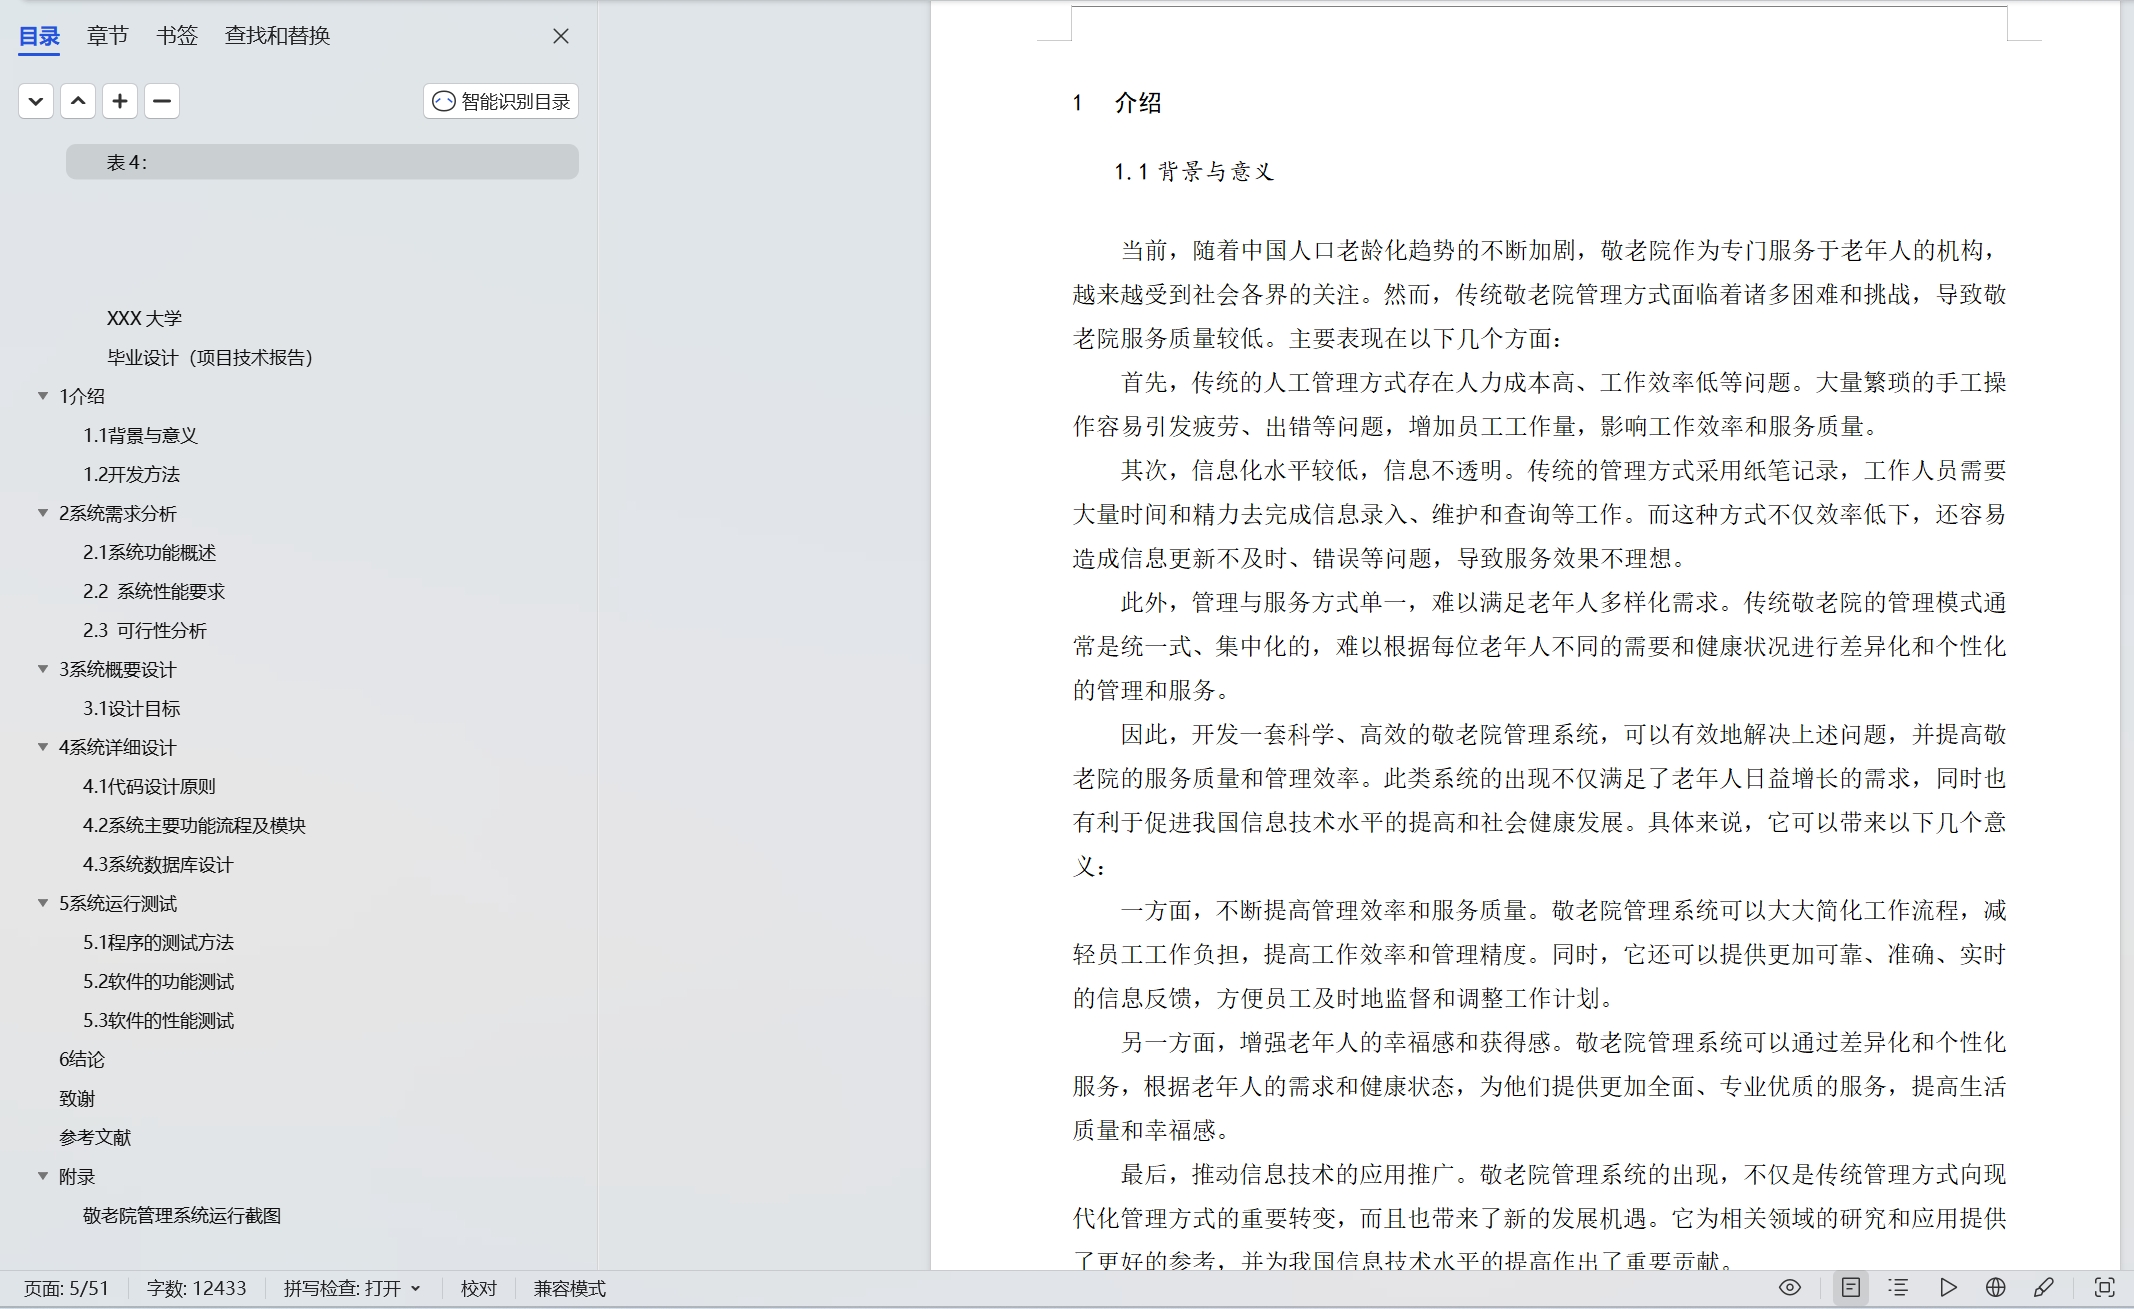 目录 章节 书签 查找和替换
智能识别目录
表 4:
XXX 大学
毕业设计（项目技术报告）
1介绍
1.1背景与意义
1.2开发方法
2系统需求分析
2.1系统功能概述
2.2 系统性能要求
2.3 可行性分析
3系统概要设计
3.1设计目标
4系统详细设计
4.1代码设计原则
4.2系统主要功能流程及模块
4.3系统数据库设计
5系统运行测试
5.1程序的测试方法
5.2软件的功能测试
5.3软件的性能测试
6结论
致谢
参考文献
附录
敬老院管理系统运行截图
1 介绍
1.1 背景与意义
当前，随着中国人口老龄化趋势的不断加剧，敬老院作为专门服务于老年人的机构，
越来越受到社会各界的关注。然而，传统敬老院管理方式面临着诸多困难和挑战，导致敬
老院服务质量较低。主要表现在以下几个方面：
首先，传统的人工管理方式存在人力成本高、工作效率低等问题。大量繁琐的手工操
作容易引发疲劳、出错等问题，增加员工工作量，影响工作效率和服务质量。
其次，信息化水平较低，信息不透明。传统的管理方式采用纸笔记录，工作人员需要
大量时间和精力去完成信息录入、维护和查询等工作。而这种方式不仅效率低下，还容易
造成信息更新不及时、错误等问题，导致服务效果不理想。
此外，管理与服务方式单一，难以满足老年人多样化需求。传统敬老院的管理模式通
常是统一式、集中化的，难以根据每位老年人不同的需要和健康状况进行差异化和个性化
的管理和服务。
因此，开发一套科学、高效的敬老院管理系统，可以有效地解决上述问题，并提高敬
老院的服务质量和管理效率。此类系统的出现不仅满足了老年人日益增长的需求，同时也
有利于促进我国信息技术水平的提高和社会健康发展。具体来说，它可以带来以下几个意
义：
一方面，不断提高管理效率和服务质量。敬老院管理系统可以大大简化工作流程，减
轻员工工作负担，提高工作效率和管理精度。同时，它还可以提供更加可靠、准确、实时
的信息反馈，方便员工及时地监督和调整工作计划。
另一方面，增强老年人的幸福感和获得感。敬老院管理系统可以通过差异化和个性化
服务，根据老年人的需求和健康状态，为他们提供更加全面、专业优质的服务，提高生活
质量和幸福感。
最后，推动信息技术的应用推广。敬老院管理系统的出现，不仅是传统管理方式向现
代化管理方式的重要转变，而且也带来了新的发展机遇。它为相关领域的研究和应用提供
了更好的参考，并为我国信息技术水平的提高作出了重要贡献。
页面: 5/51 字数: 12433 拼写检查: 打开 校对 兼容模式